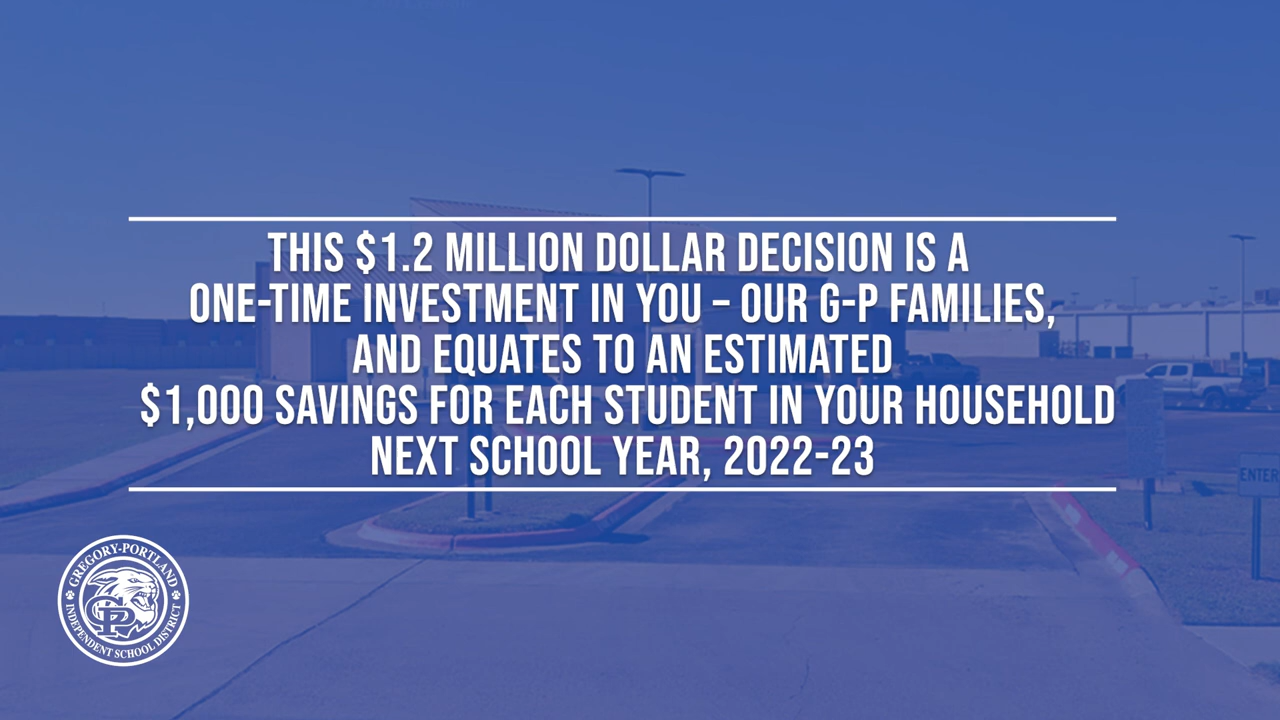 THIS $1.2 MILLION DOLLAR DECISION IS A
ONE-TIME INVESTMENT IN YOU – OUR G-P FAMILIES,
AND EQUATES TO AN ESTIMATED
$1,000 SAVINGS FOR EACH STUDENT IN YOUR HOUSEHOLD
NEXT SCHOOL YEAR, 2022-23
ENTER
GREGORY-PORTLAND
GP
INDEPENDENT SCHOOL DISTRICT